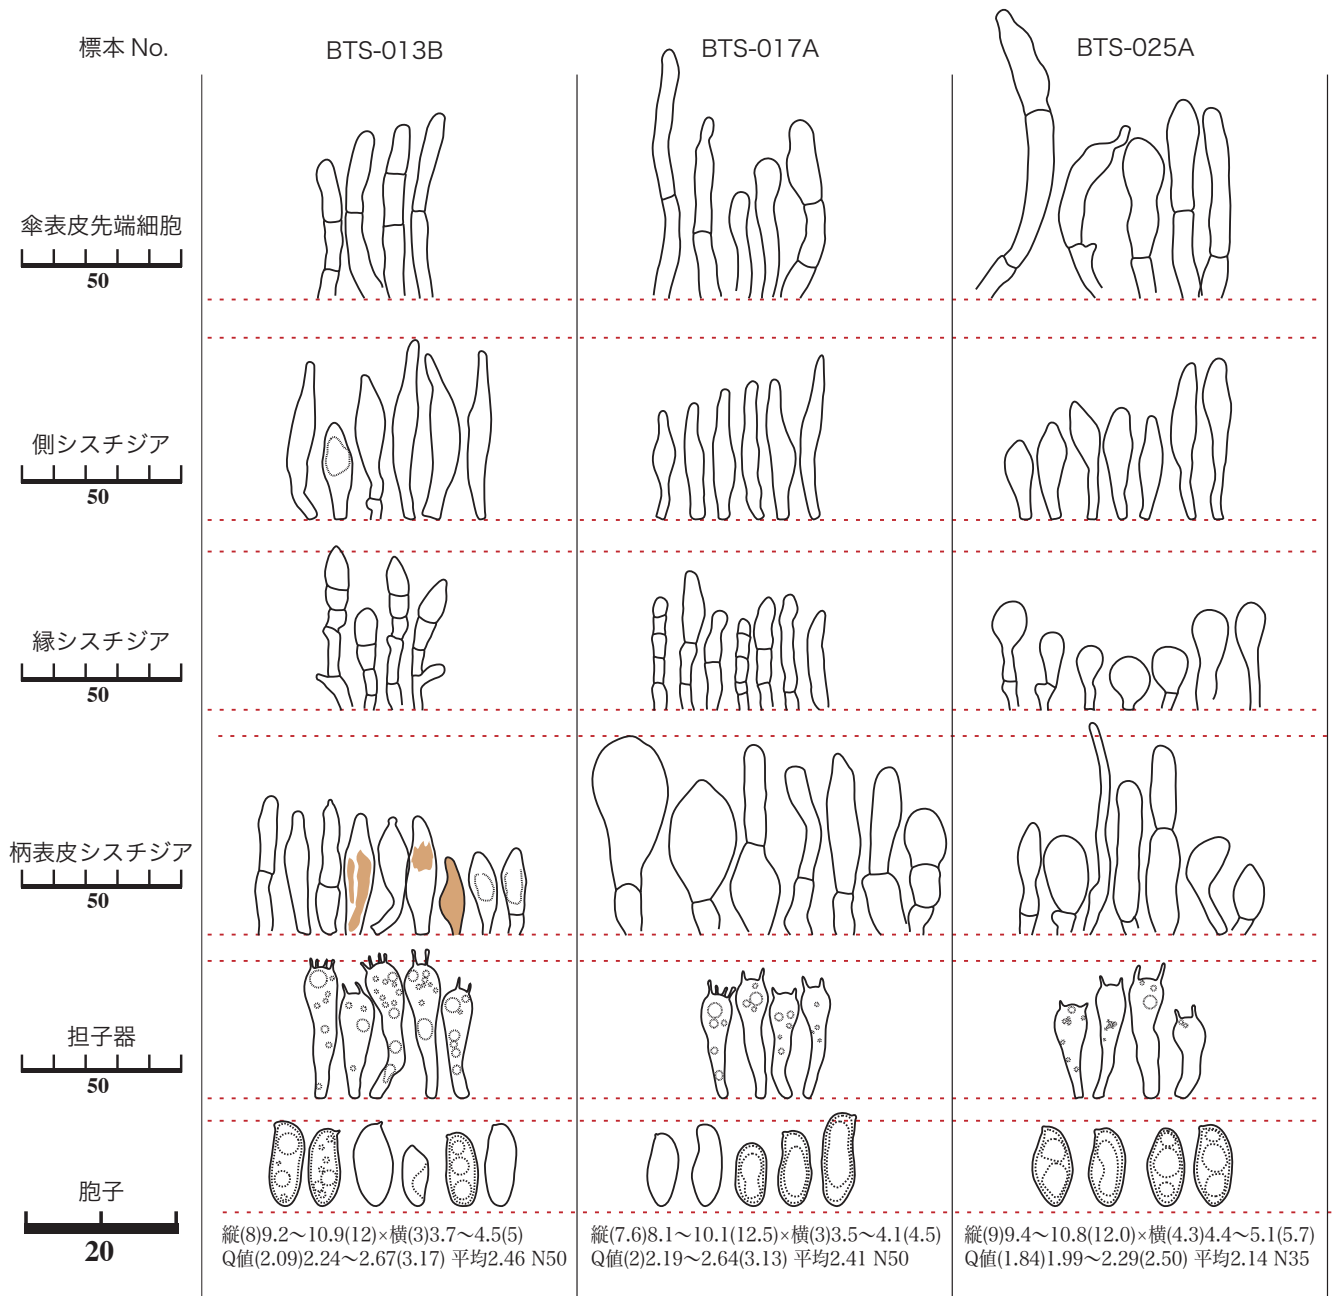 標本 No.
BTS-013B
BTS-017A
BTS-025A
傘表皮先端細胞
50
側シスチジア
50
縁シスチジア
50
柄表皮シスチジア
50
担子器
50
胞子
20
縦(8)9.2〜10.9(12)×横(3)3.7〜4.5(5)
Q値(2.09)2.24〜2.67(3.17) 平均2.46 N50
縦(7.6)8.1〜10.1(12.5)×横(3)3.5〜4.1(4.5)
Q値(2)2.19〜2.64(3.13) 平均2.41 N50
縦(9)9.4〜10.8(12.0)×横(4.3)4.4〜5.1(5.7)
Q値(1.84)1.99〜2.29(2.50) 平均2.14 N35